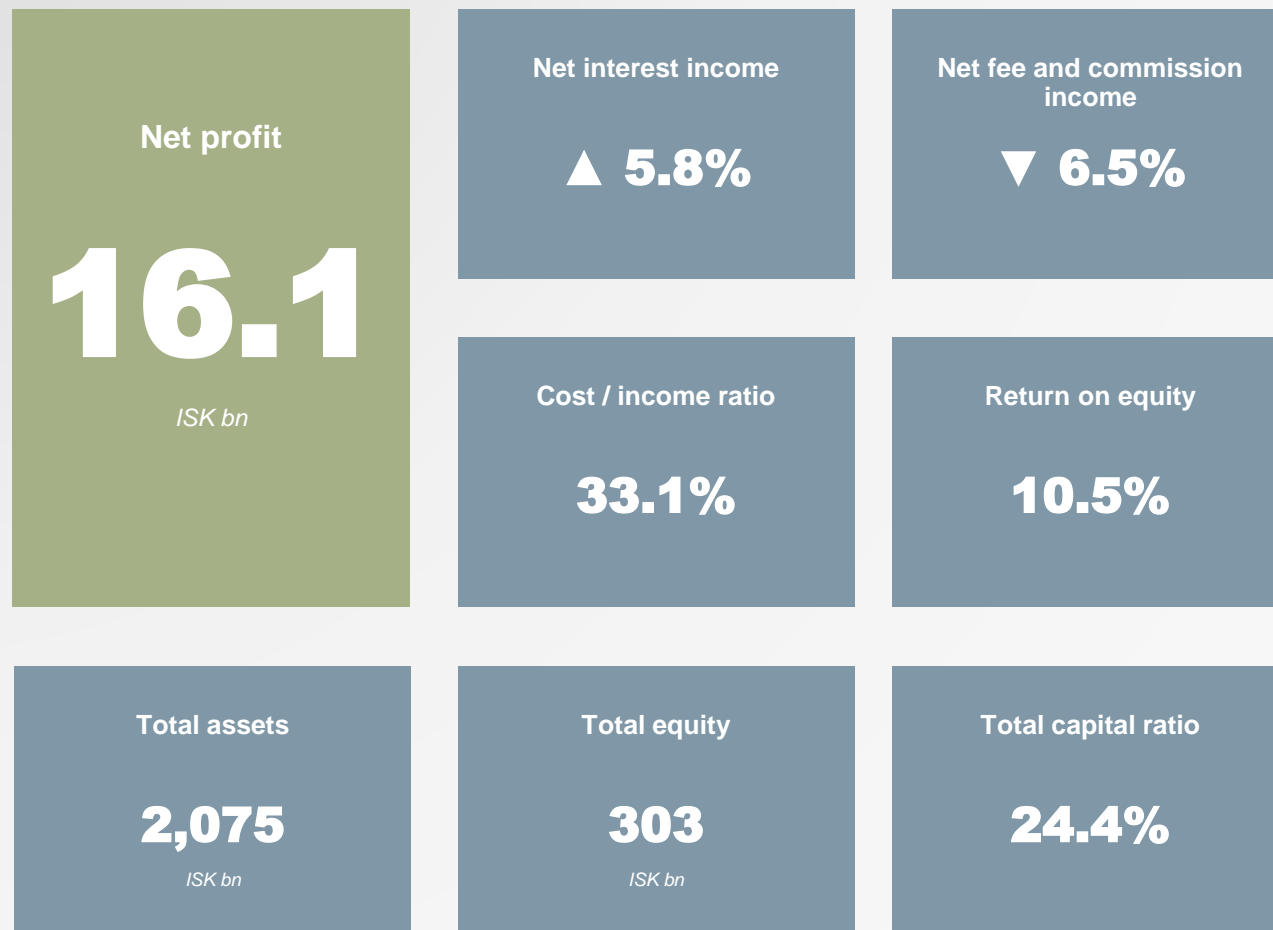 Net profit
16.1
ISK bn
Net interest income
▲ 5.8%
Net fee and commission
income
▼ 6.5%
Cost / income ratio
33.1%
Return on equity
10.5%
Total assets
2,075
ISK bn
Total equity
303
ISK bn
Total capital ratio
24.4%